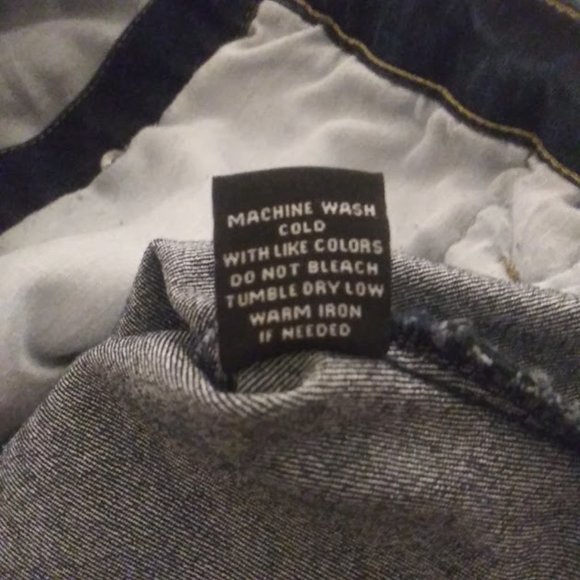 MACHINE WASH
COLD
WITH LIKE COLORS
DO NOT BLEACH
TUMBLE DRY LOW
WARM IRON
IF NEEDED